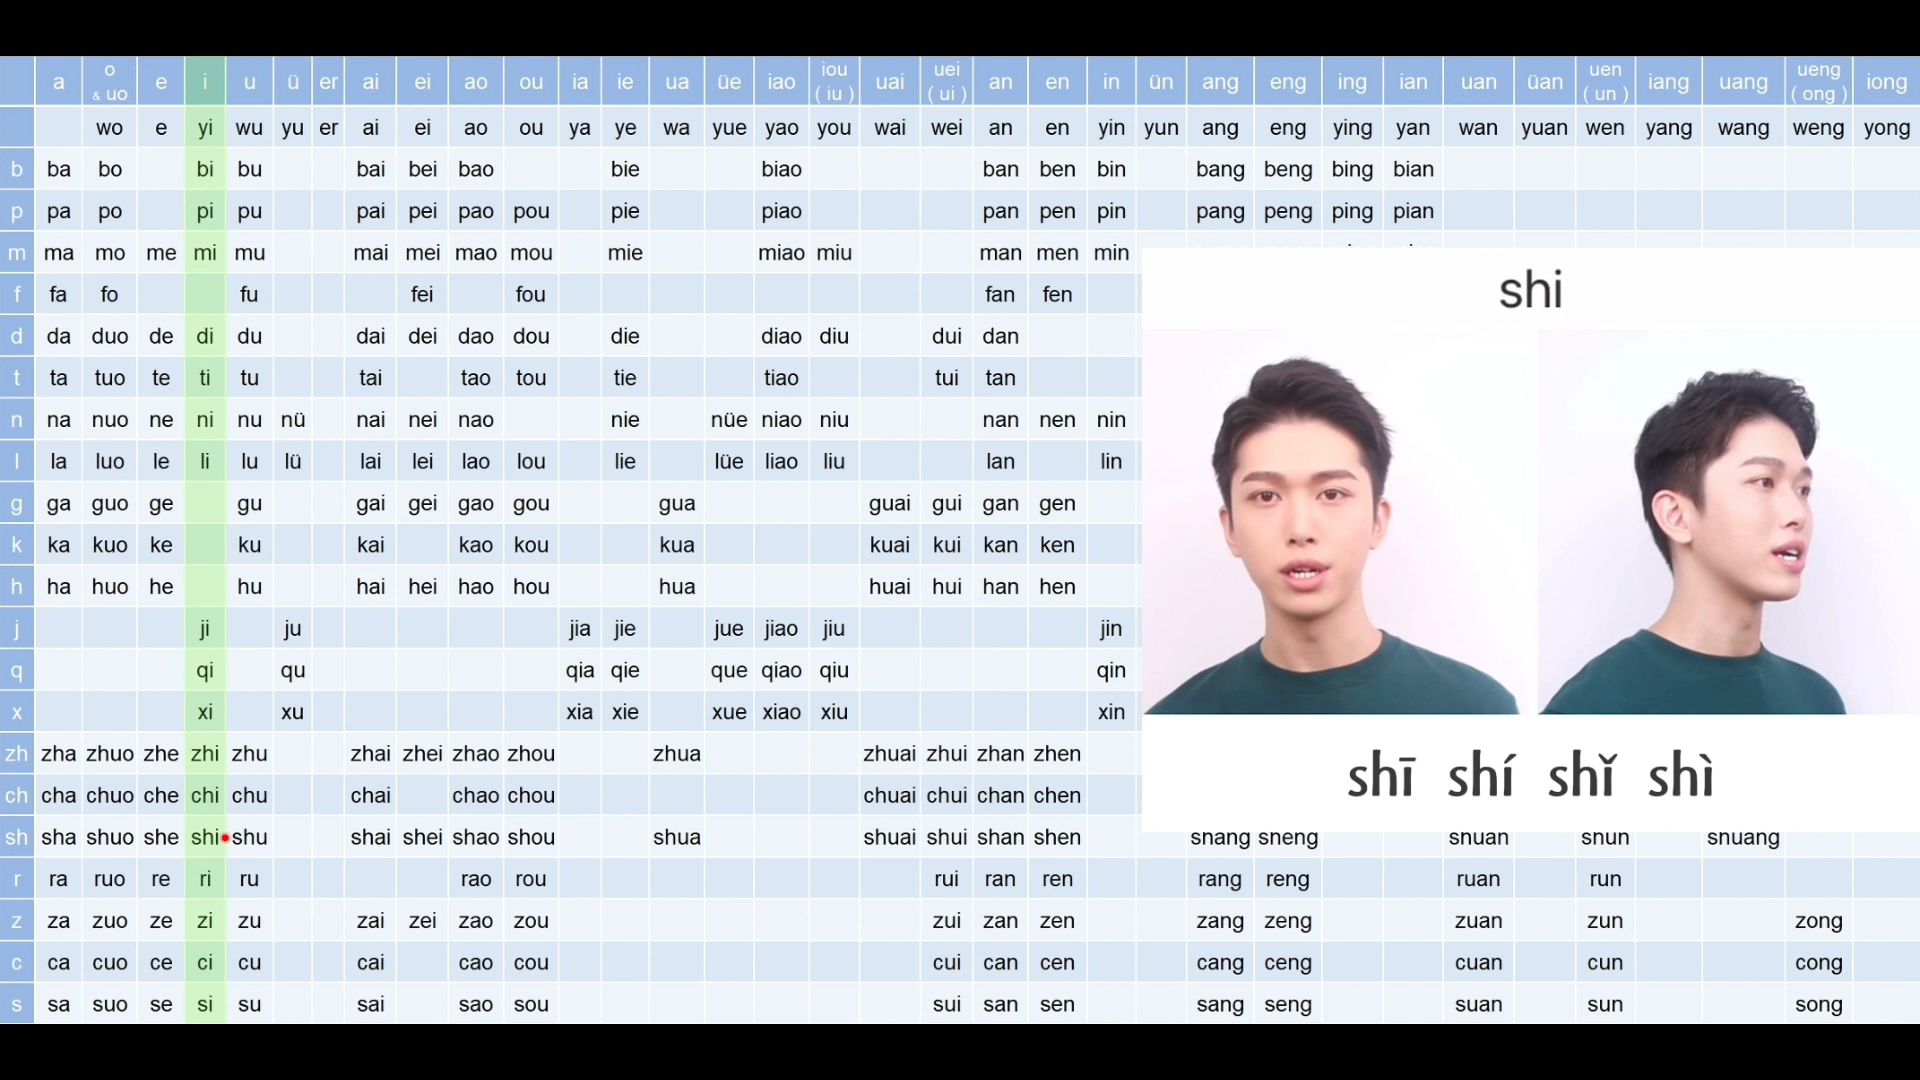 a o & uo e i u ü er ai ei ao ou ia ie ua üe iao iou ( iu ) uai uei ( ui ) an en in ün ang eng ing ian uan üan uen ( un ) iang uang ueng ( ong ) iong
wo e yi wu yu er ai ei ao ou ya ye wa yue yao you wai wei an en yin yun ang eng ying yan wan yuan wen yang wang weng yong
b ba bo bi bu bai bei bao bie biao ban ben bin bang beng bing bian
p pa po pi pu pai pei pao pou pie piao pan pen pin pang peng ping pian
m ma mo me mi mu mai mei mao mou mie miao miu man men min
f fa fo fu fei fou fan fen
d da duo de di du dai dei dao dou die diao diu dui dan
t ta tuo te ti tu tai tao tou tie tiao tui tan
n na nuo ne ni nu nü nai nei nao nie nüe niao niu nan nen nin
l la luo le li lu lü lai lei lao lou lie lüe liao liu lan lin
g ga guo ge gu gai gei gao gou gua guai gui gan gen
k ka kuo ke ku kai kao kou kua kuai kui kan ken
h ha huo he hu hai hei hao hou hua huai hui han hen
j ji ju jia jie jue jiao jiu jin
q qi qu qia qie que qiao qiu qin
x xi xu xia xie xue xiao xiu xin
zh zha zhuo zhe zhi zhu zhai zhei zhao zhou zhua zhuai zhui zhan zhen
ch cha chuo che chi chu chai chao chou chuai chui chan chen
sh sha shuo she shi shu shai shei shao shou shua shuai shui shan shen shang sheng shuan shun shuang
r ra ruo re ri ru rao rou rui ran ren rang reng ruan run
z za zuo ze zi zu zai zei zao zou zui zan zen zang zeng zuan zun zong
c ca cuo ce ci cu cai cao cou cui can cen cang ceng cuan cun cong
s sa suo se si su sai sao sou sui san sen sang seng suan sun song
shi
shī shí shǐ shì